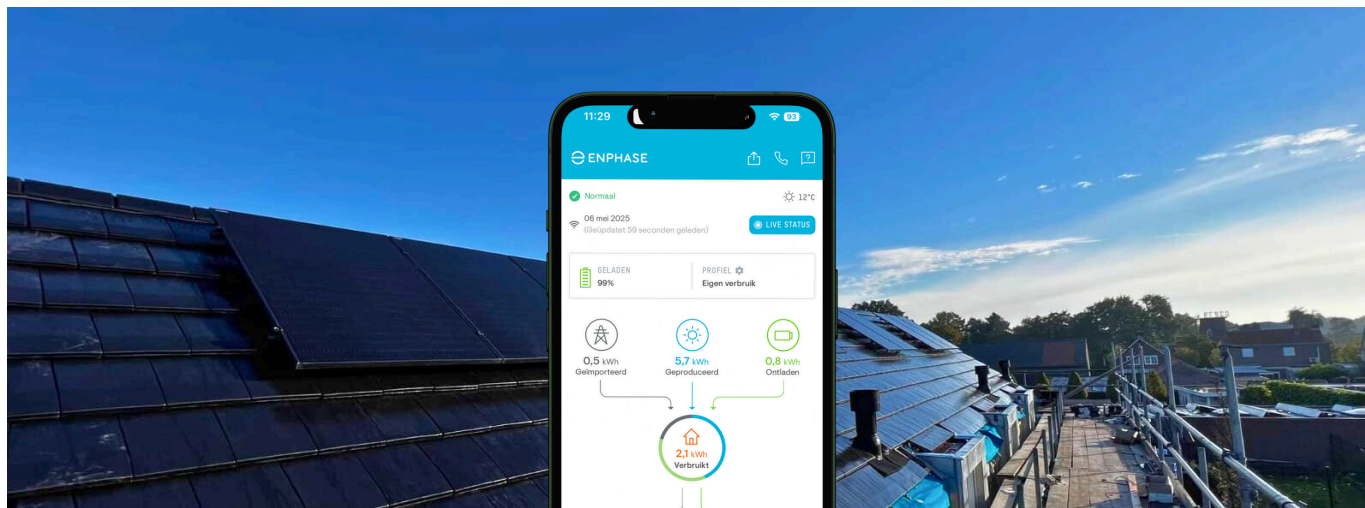 11:29
93
ENPHASE
Normaal
12°C
06 mei 2025
(Geüpdatet 59 seconden geleden)
LIVE STATUS
GELADEN
99%
PROFIEL
Eigen verbruik
0,5 kWh
Geïmporteerd
5,7 kWh
Geproduceerd
0,8 kWh
Ontladen
2,1 kWh
Verbruikt